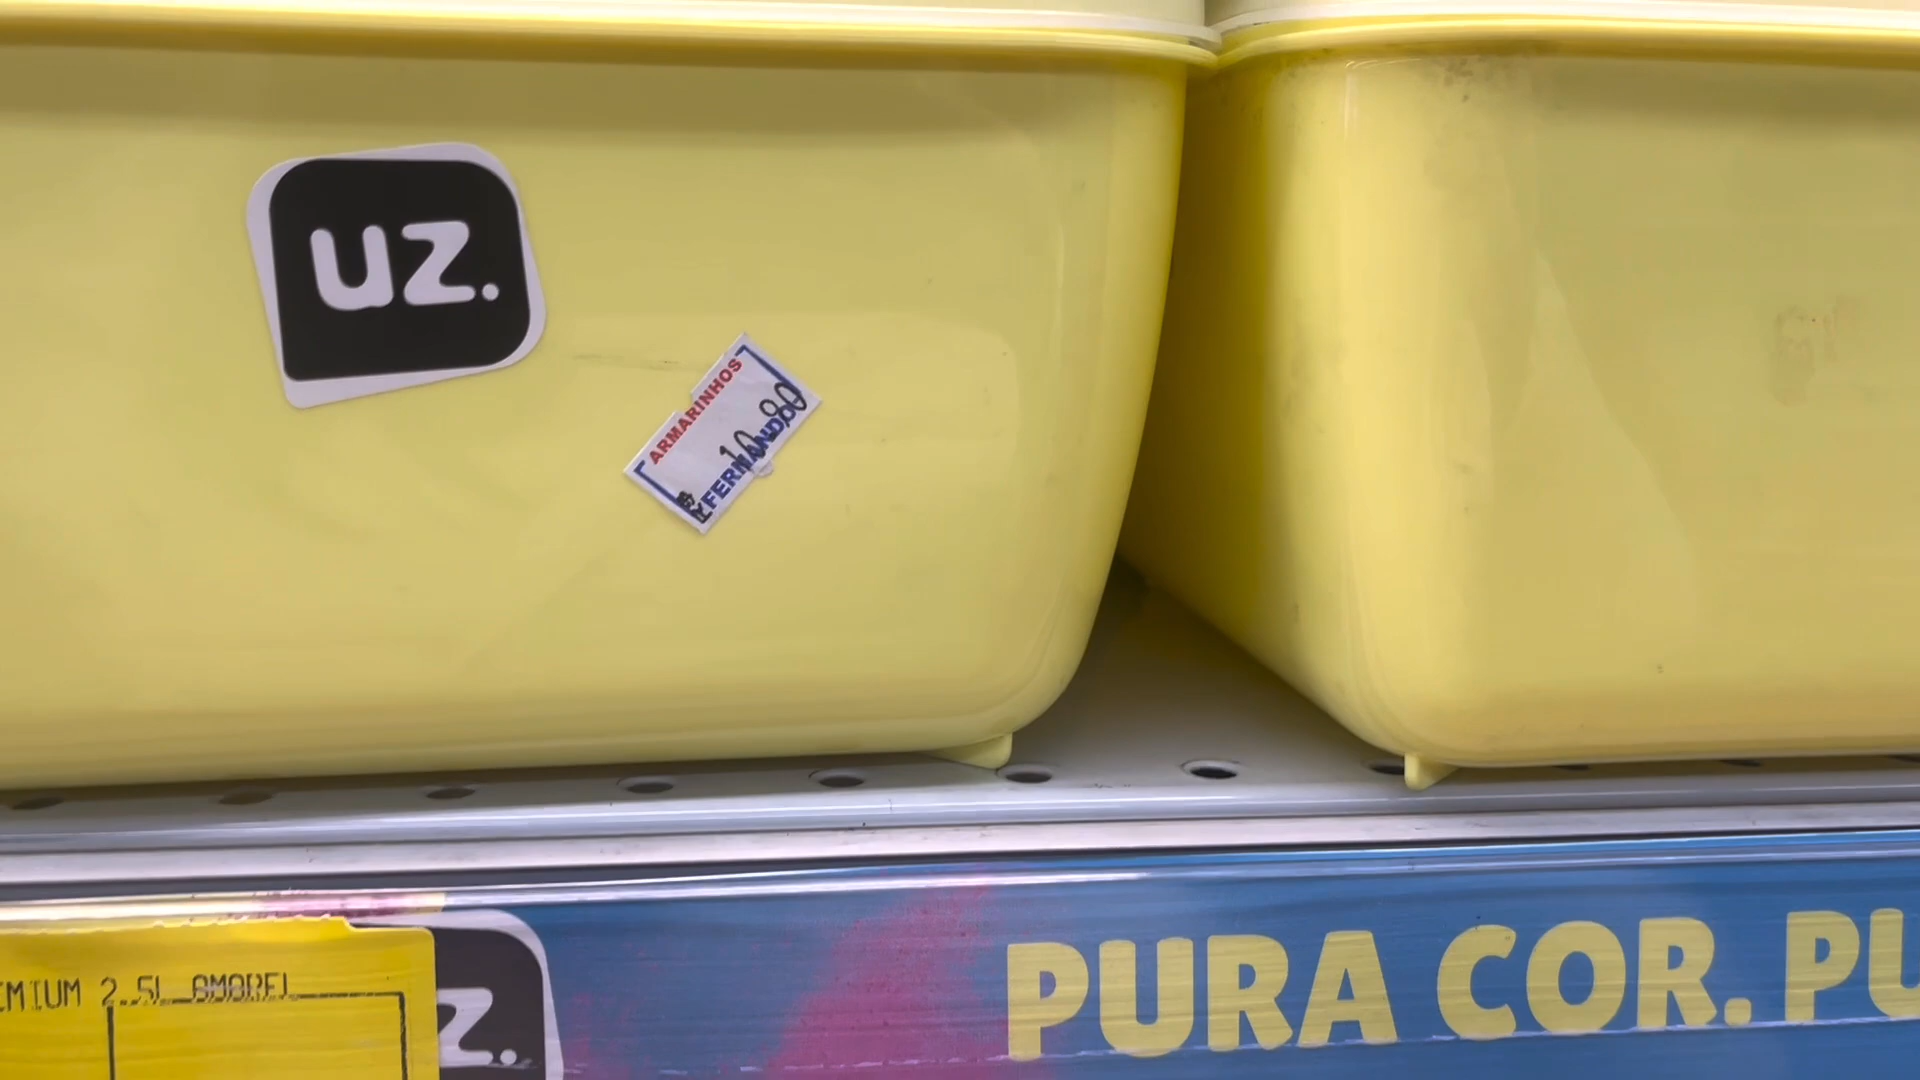 uz.
ARMARINHOS
10,80
R$
FERNANDO
EMIUM 2.5L AMAREL
z.
PURA COR. PU